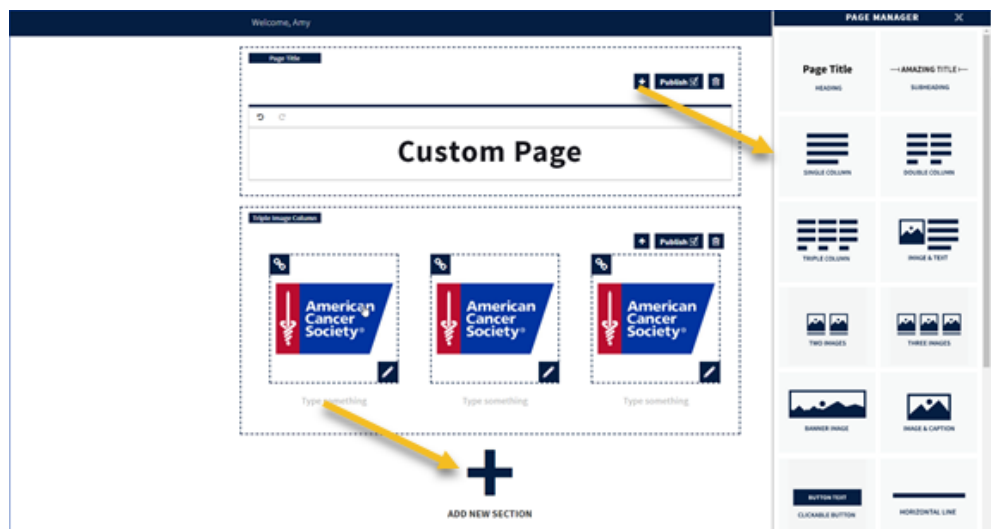 Welcome, Amy
PAGE MANAGER X
Page Title
Publish
Custom Page
Triple Image Column
Publish
American
Cancer
Society®
American
Cancer
Society®
American
Cancer
Society®
Type something
Type something
Type something
ADD NEW SECTION
Page Title
HEADING
AMAZING TITLE
SUBHEADING
SINGLE COLUMN
DOUBLE COLUMN
TRIPLE COLUMN
IMAGE & TEXT
TWO IMAGES
THREE IMAGES
BANNER IMAGE
IMAGE & CAPTION
BUTTON TEXT
CLICKABLE BUTTON
HORIZONTAL LINE